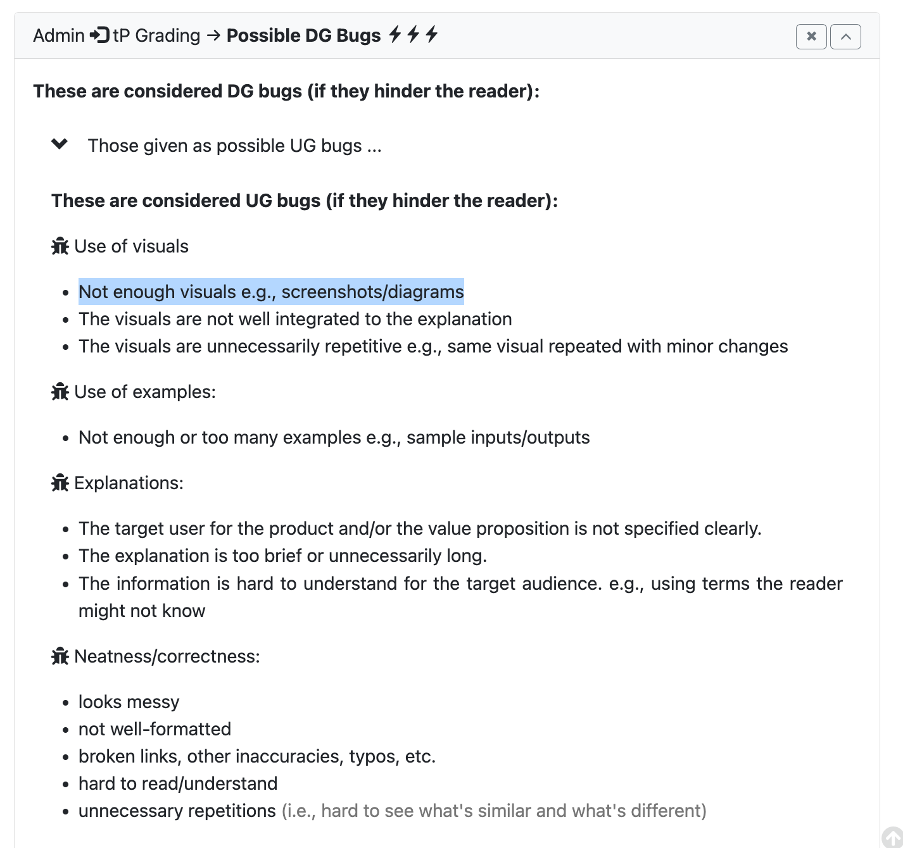 Admin tP Grading → Possible DG Bugs
These are considered DG bugs (if they hinder the reader):
Those given as possible UG bugs ...
These are considered UG bugs (if they hinder the reader):
Use of visuals
• Not enough visuals e.g., screenshots/diagrams
• The visuals are not well integrated to the explanation
• The visuals are unnecessarily repetitive e.g., same visual repeated with minor changes
Use of examples:
• Not enough or too many examples e.g., sample inputs/outputs
Explanations:
• The target user for the product and/or the value proposition is not specified clearly.
• The explanation is too brief or unnecessarily long.
• The information is hard to understand for the target audience. e.g., using terms the reader
might not know
Neatness/correctness:
• looks messy
• not well-formatted
• broken links, other inaccuracies, typos, etc.
• hard to read/understand
• unnecessary repetitions (i.e., hard to see what's similar and what's different)